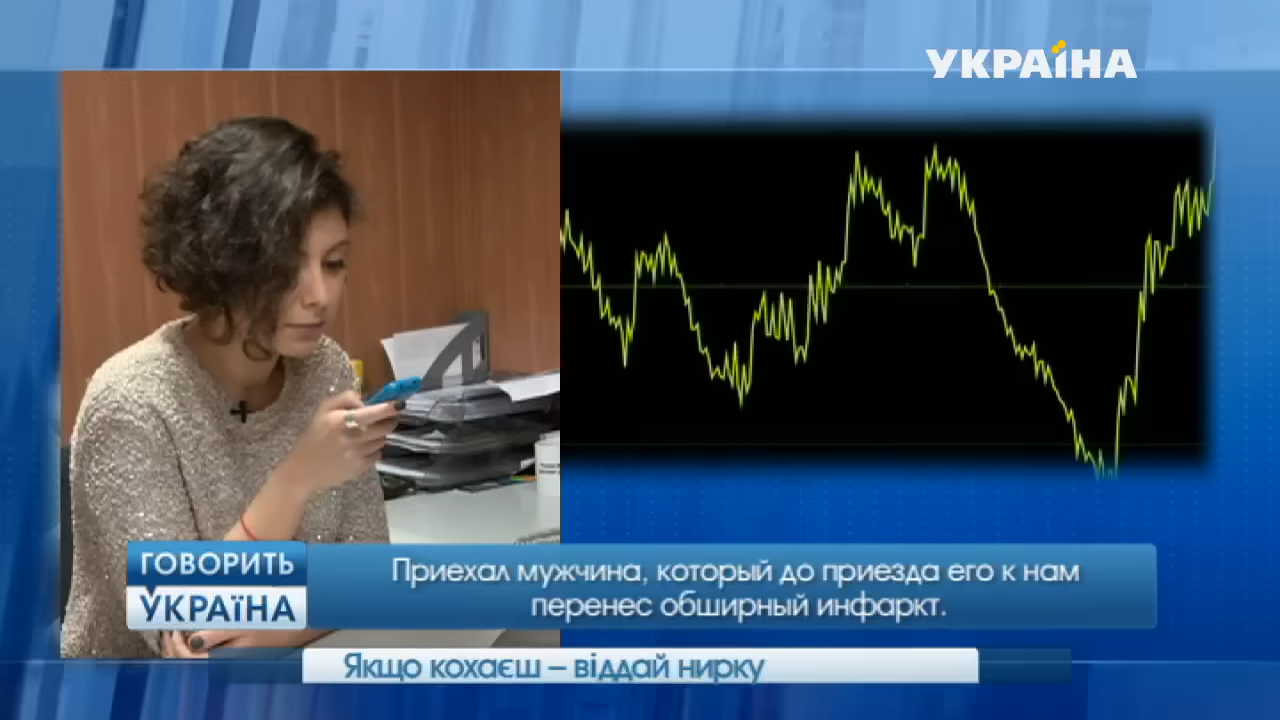 УКРАЇНА
ГОВОРИТЬ
УКРАЇНА
Приехал мужчина, который до приезда его к нам
перенес обширный инфаркт.
Якщо кохаєш – віддай нирку